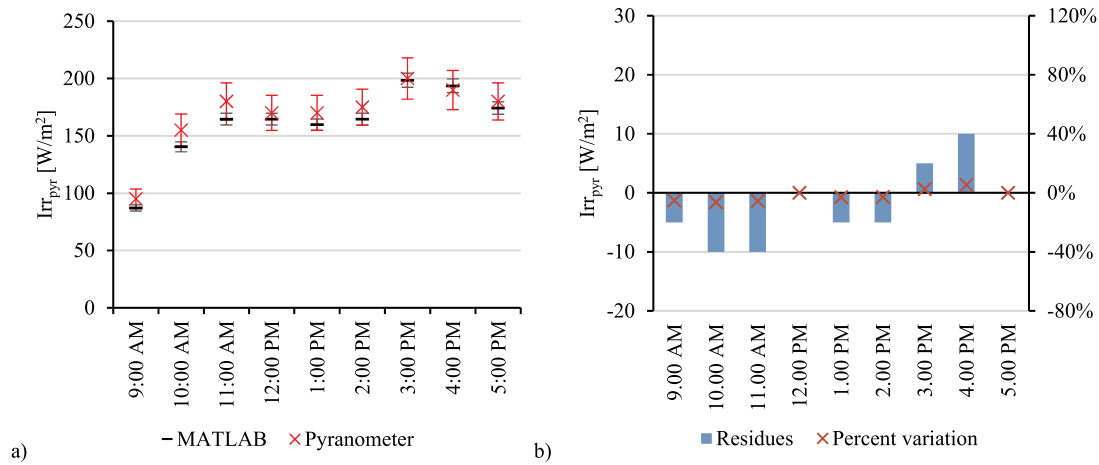 a)
Irrpyr [W/m²]
250
200
150
100
50
0
9:00 AM
10:00 AM
11:00 AM
12:00 PM
1:00 PM
2:00 PM
3:00 PM
4:00 PM
5:00 PM
MATLAB
Pyranometer
b)
Irrpyr [W/m²]
30
20
10
0
-10
-20
120%
80%
40%
0%
-40%
-80%
9.00 AM
10.00 AM
11.00 AM
12.00 PM
1.00 PM
2.00 PM
3.00 PM
4.00 PM
5.00 PM
Residues
Percent variation